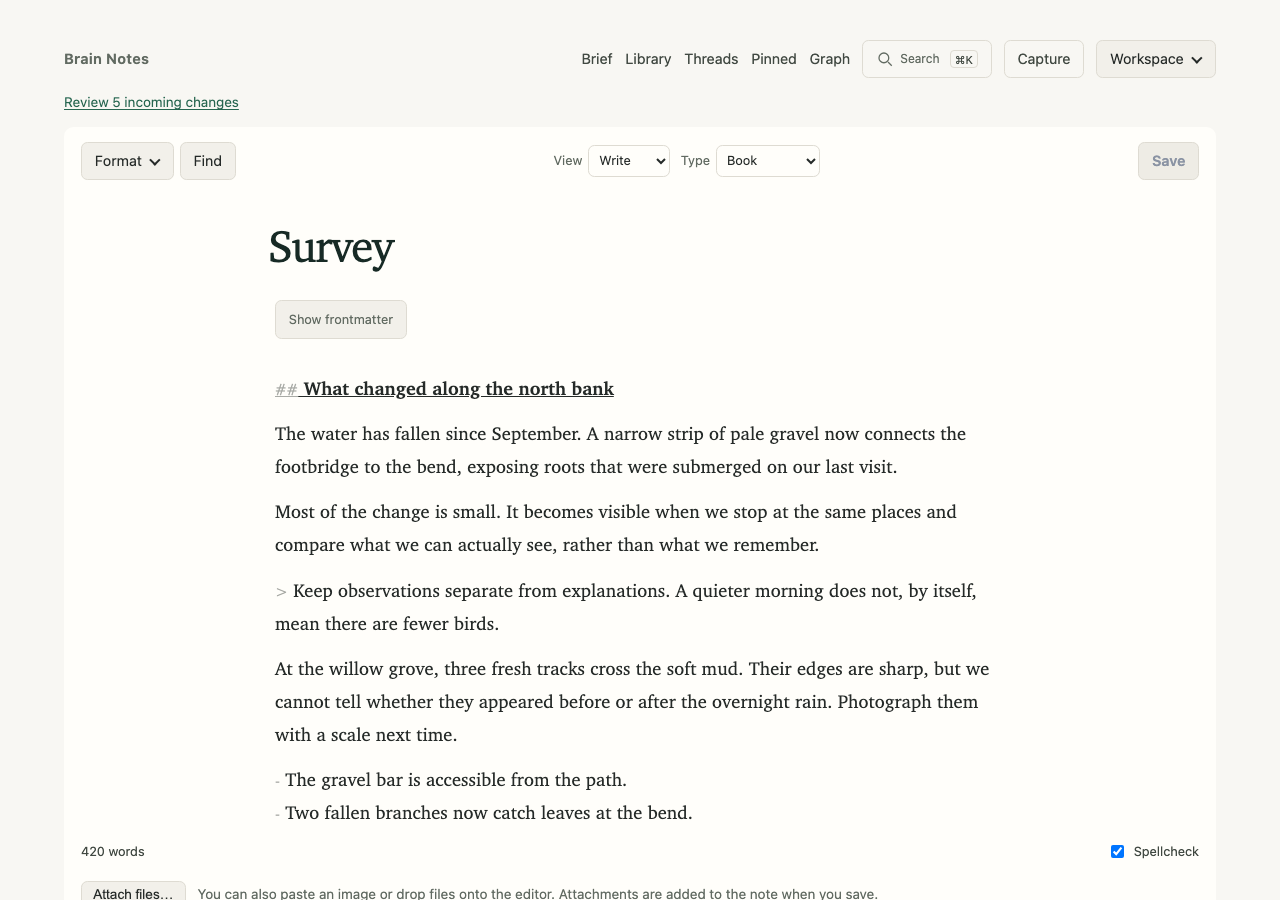 Brain Notes
Brief Library Threads Pinned Graph Search ⌘K Capture Workspace
Review 5 incoming changes
Format Find View Write Type Book Save
Survey
Show frontmatter
## What changed along the north bank
The water has fallen since September. A narrow strip of pale gravel now connects the
footbridge to the bend, exposing roots that were submerged on our last visit.
Most of the change is small. It becomes visible when we stop at the same places and
compare what we can actually see, rather than what we remember.
> Keep observations separate from explanations. A quieter morning does not, by itself,
mean there are fewer birds.
At the willow grove, three fresh tracks cross the soft mud. Their edges are sharp, but we
cannot tell whether they appeared before or after the overnight rain. Photograph them
with a scale next time.
- The gravel bar is accessible from the path.
- Two fallen branches now catch leaves at the bend.
420 words Spellcheck
Attach files... You can also paste an image or drop files onto the editor. Attachments are added to the note when you save.